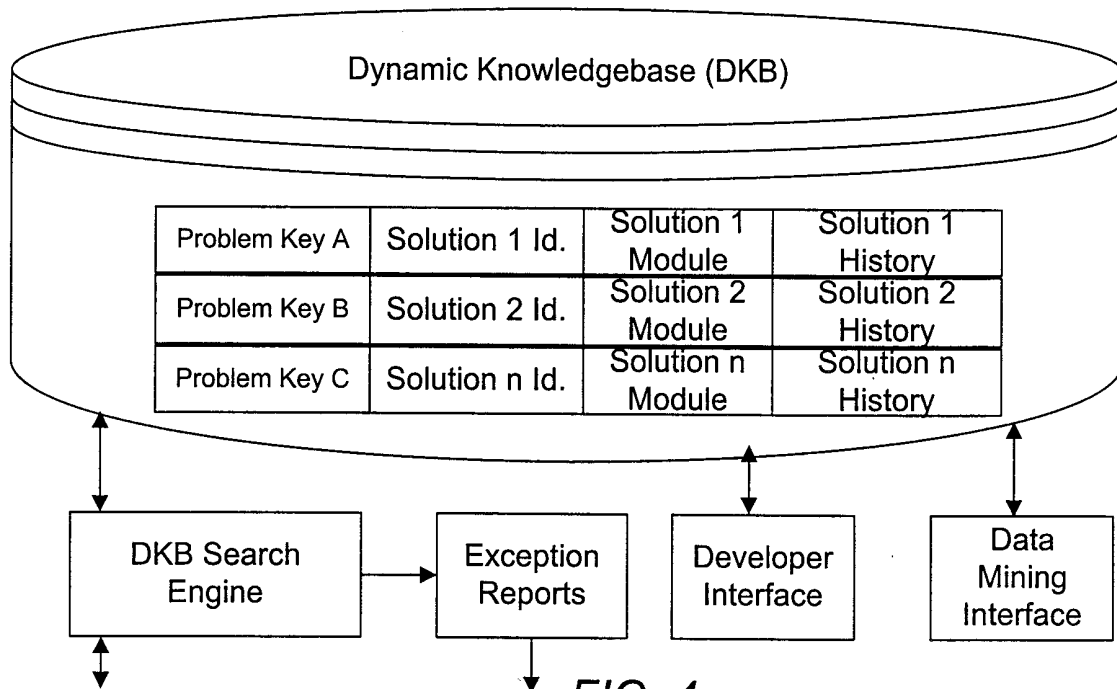 Dynamic Knowledgebase (DKB)
Problem Key A
Solution 1 Id.
Solution 1
Module
Solution 1
History
Problem Key B
Solution 2 Id.
Solution 2
Module
Solution 2
History
Problem Key C
Solution n Id.
Solution n
Module
Solution n
History
DKB Search
Engine
Exception
Reports
Developer
Interface
Data
Mining
Interface